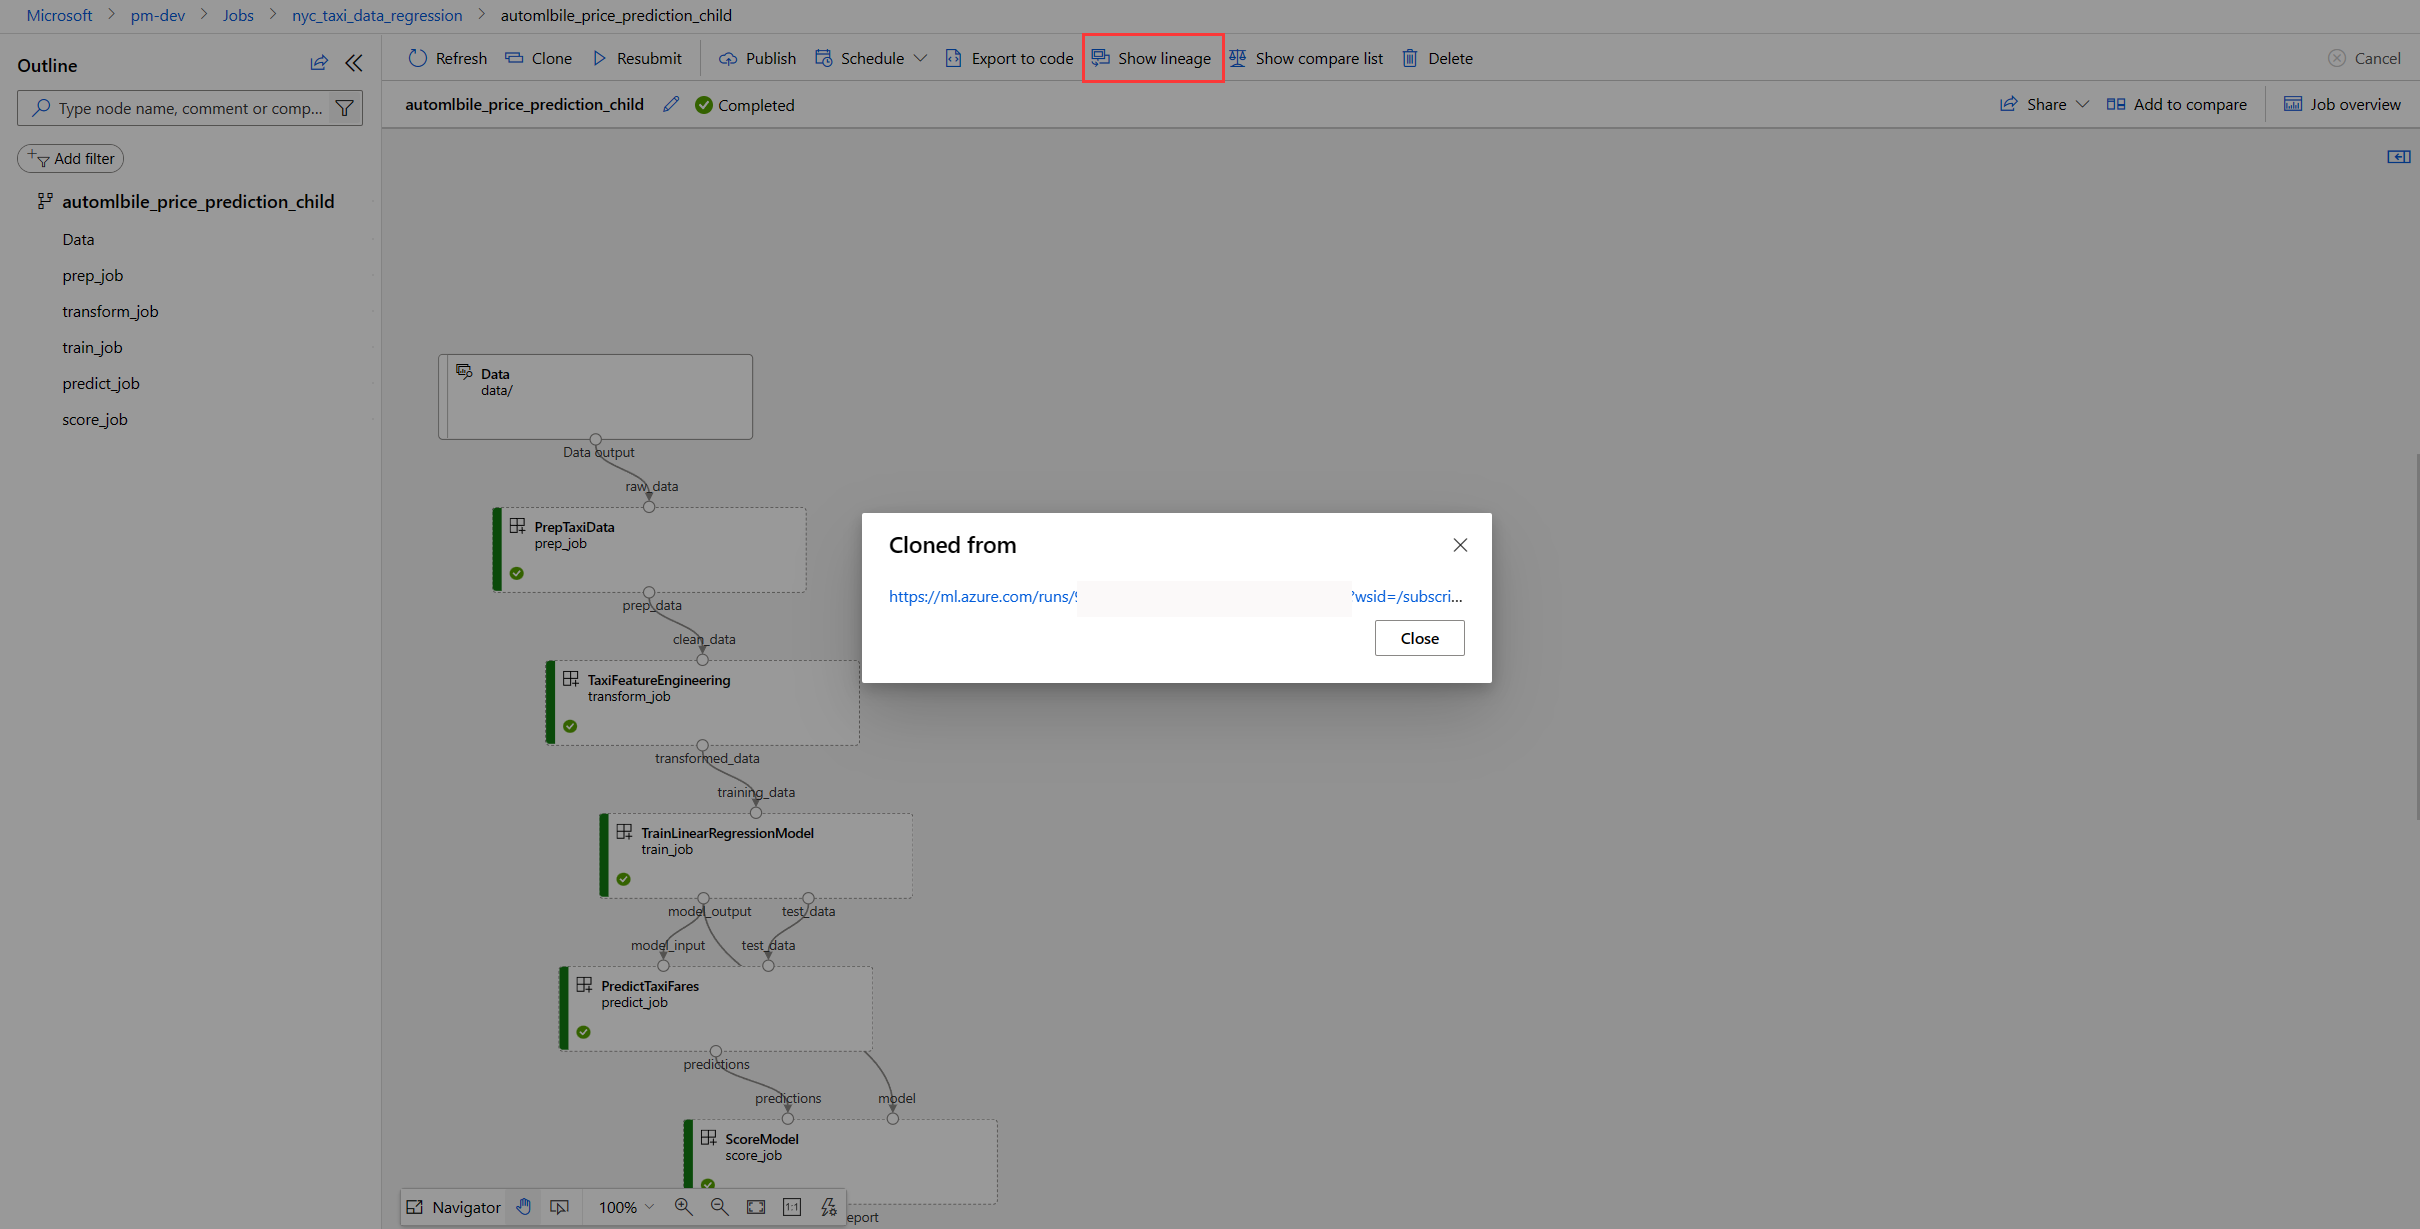 Microsoft > pm-dev > Jobs > nyc_taxi_data_regression > automlbile_price_prediction_child
Outline
Refresh Clone Resubmit Publish Schedule Export to code Show lineage Show compare list Delete Cancel
Type node name, comment or comp...
automlbile_price_prediction_child Completed Share Add to compare Job overview
Add filter
automlbile_price_prediction_child
Data
prep_job
transform_job
train_job
predict_job
score_job
Data
data/
Data output
raw_data
PrepTaxiData
prep_job
prep_data
clean_data
TaxiFeatureEngineering
transform_job
transformed_data
training_data
TrainLinearRegressionModel
train_job
model_output test_data
model_input test_data
PredictTaxiFares
predict_job
predictions
predictions model
ScoreModel
score_job
eport
Cloned from
https://ml.azure.com/runs/9 ?wsid=/subscri...
Close
Navigator 100% 1:1